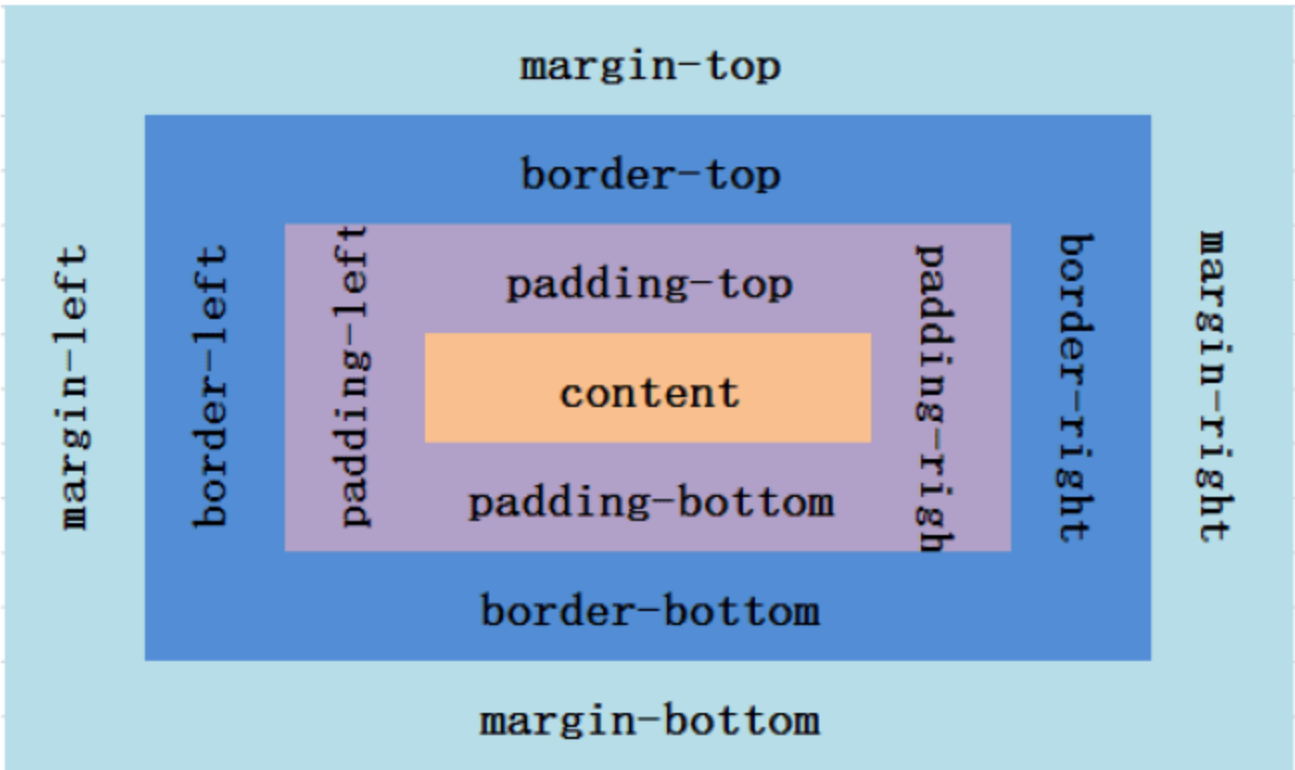 margin-top
border-top
padding-top
margin-left
border-left
padding-left
content
padding-righ
border-right
margin-right
padding-bottom
border-bottom
margin-bottom